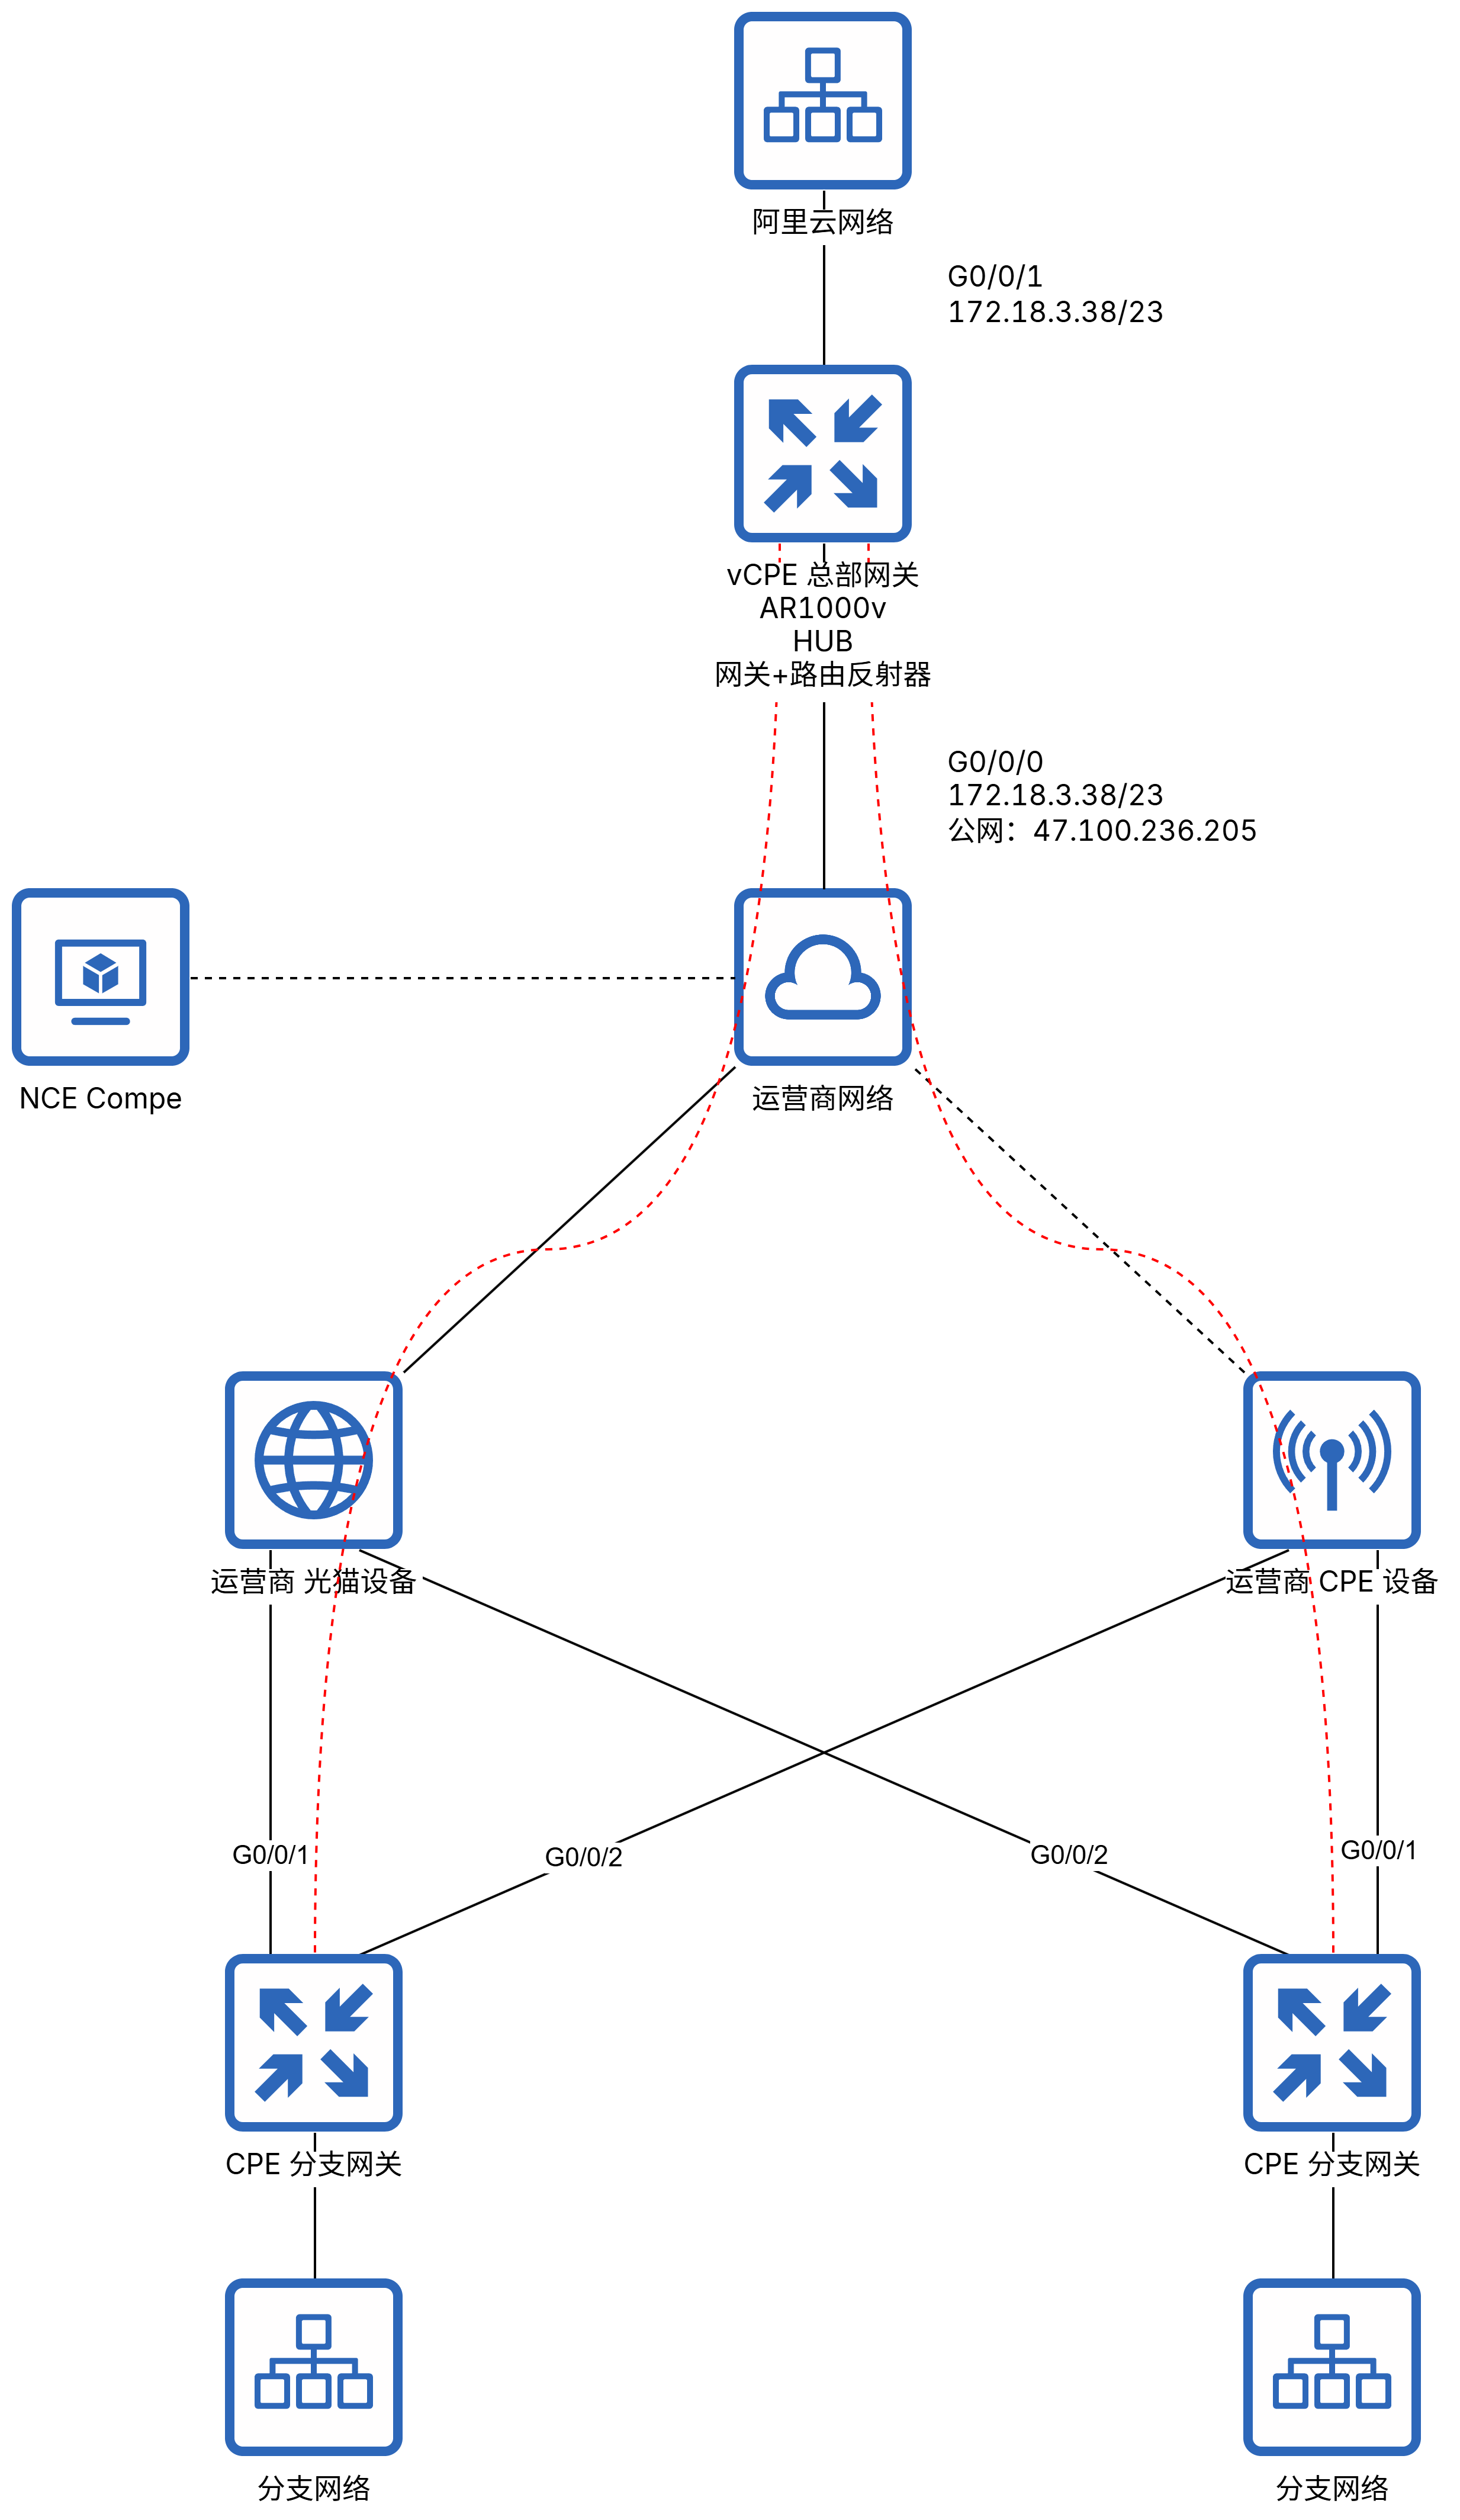 阿里云网络
G0/0/1
172.18.3.38/23
vCPE 总部网关
AR1000v
HUB
网关+路由反射器
G0/0/0
172.18.3.38/23
公网：47.100.236.205
NCE Compe
运营商网络
运营商 光猫设备
运营商 CPE 设备
G0/0/1
G0/0/2
G0/0/2
G0/0/1
CPE 分支网关
CPE 分支网关
分支网络
分支网络